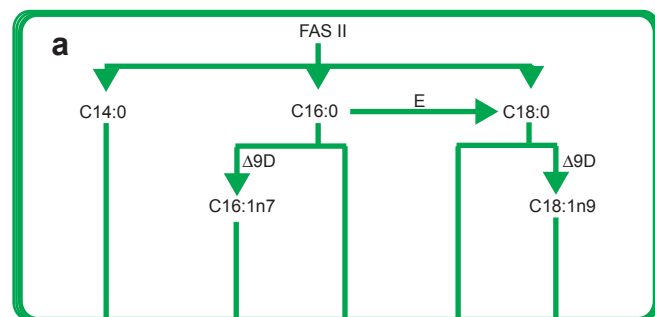 a
FAS II
C14:0
C16:0
E
C18:0
Δ9D
Δ9D
C16:1n7
C18:1n9